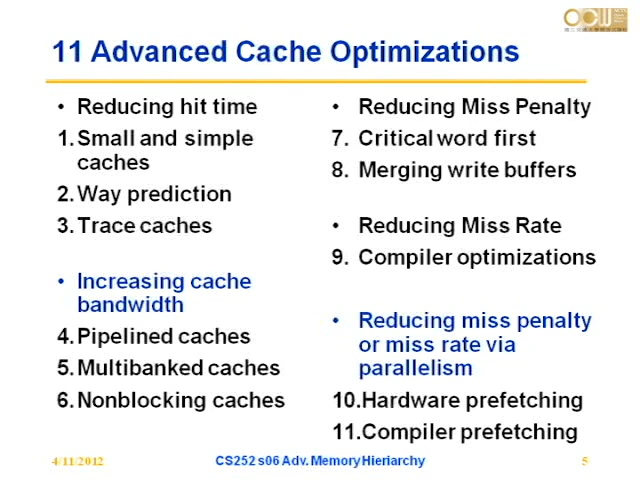 OCW
11 Advanced Cache Optimizations
• Reducing hit time
1. Small and simple
caches
2. Way prediction
3. Trace caches
• Increasing cache
bandwidth
4. Pipelined caches
5. Multibanked caches
6. Nonblocking caches
• Reducing Miss Penalty
7. Critical word first
8. Merging write buffers
• Reducing Miss Rate
9. Compiler optimizations
• Reducing miss penalty
or miss rate via
parallelism
10.Hardware prefetching
11.Compiler prefetching
4/11/2012
CS252 s06 Adv. Memory Hieriarchy
5